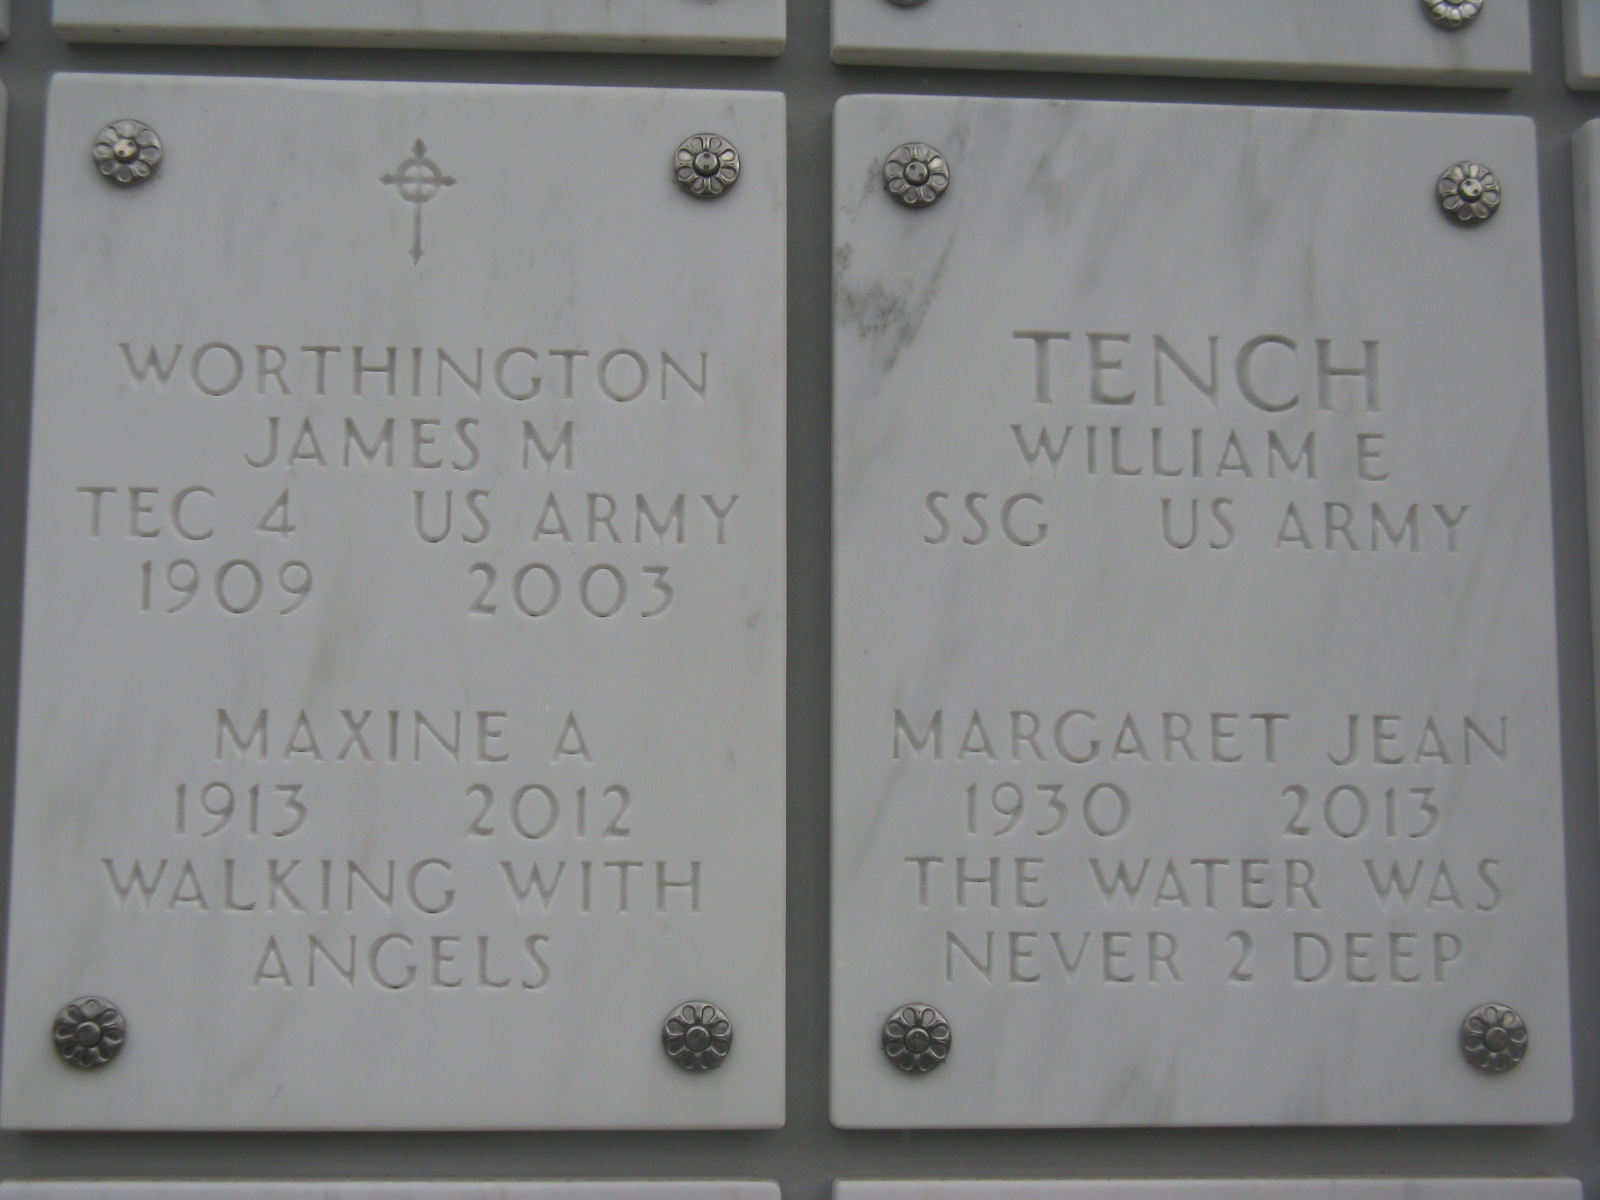 WORTHINGTON
JAMES M
TEC 4 US ARMY
1909 2003
MAXINE A
1913 2012
WALKING WITH
ANGELS
TENCH
WILLIAM E
SSG US ARMY
MARGARET JEAN
1930 2013
THE WATER WAS
NEVER 2 DEEP